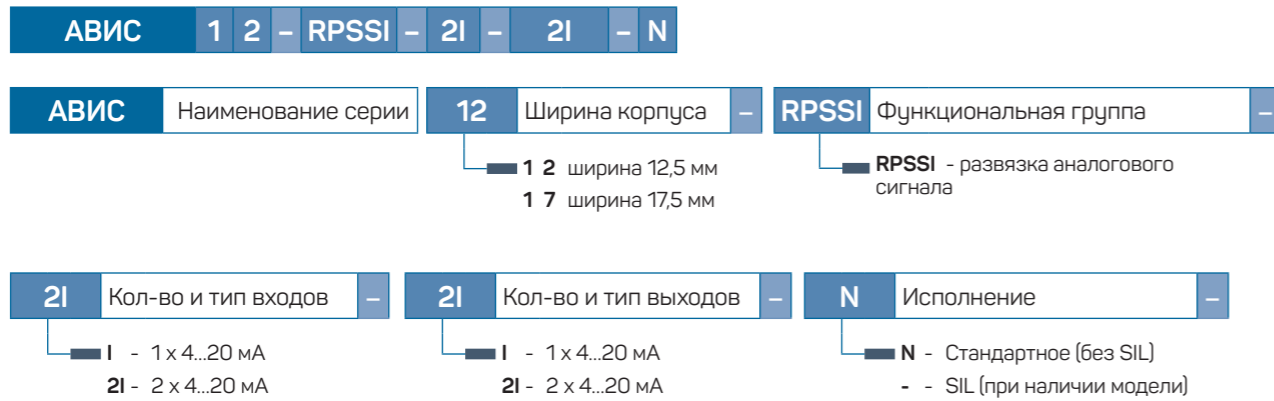 АВИС 1 2 – RPSSI – 2I – 2I – N
АВИС Наименование серии 12 Ширина корпуса – RPSSI Функциональная группа –
1 2 ширина 12,5 мм
1 7 ширина 17,5 мм
RPSSI - развязка аналогового
сигнала
2I Кол-во и тип входов – 2I Кол-во и тип выходов – N Исполнение –
I - 1 x 4...20 мА
2I - 2 x 4...20 мА
I - 1 x 4...20 мА
2I - 2 x 4...20 мА
N - Стандартное (без SIL)
- - SIL (при наличии модели)